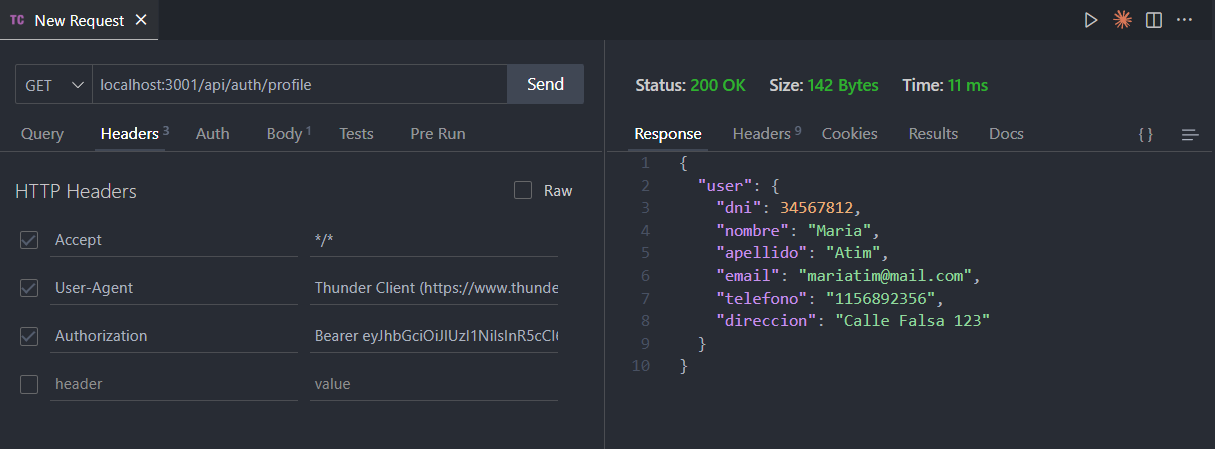 TC New Request
GET localhost:3001/api/auth/profile Send
Query Headers 3 Auth Body 1 Tests Pre Run
HTTP Headers Raw
Accept */*
User-Agent Thunder Client (https://www.thunde
Authorization Bearer eyJhbGciOiJIUzI1NiIsInR5cCI6
header value
Status: 200 OK Size: 142 Bytes Time: 11 ms
Response Headers 9 Cookies Results Docs { }
1 {
2 "user": {
3 "dni": 34567812,
4 "nombre": "Maria",
5 "apellido": "Atim",
6 "email": "mariatim@mail.com",
7 "telefono": "1156892356",
8 "direccion": "Calle Falsa 123"
9 }
10 }